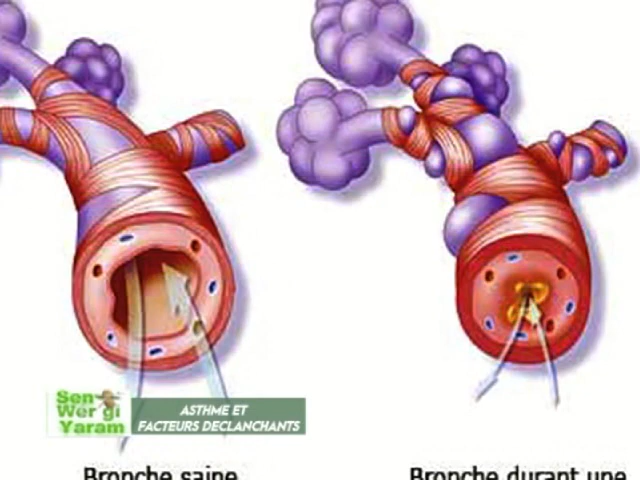 Sen
Wer gi
Yaram
ASTHME ET
FACTEURS DECLANCHANTS
Bronche saine
Bronche durant une